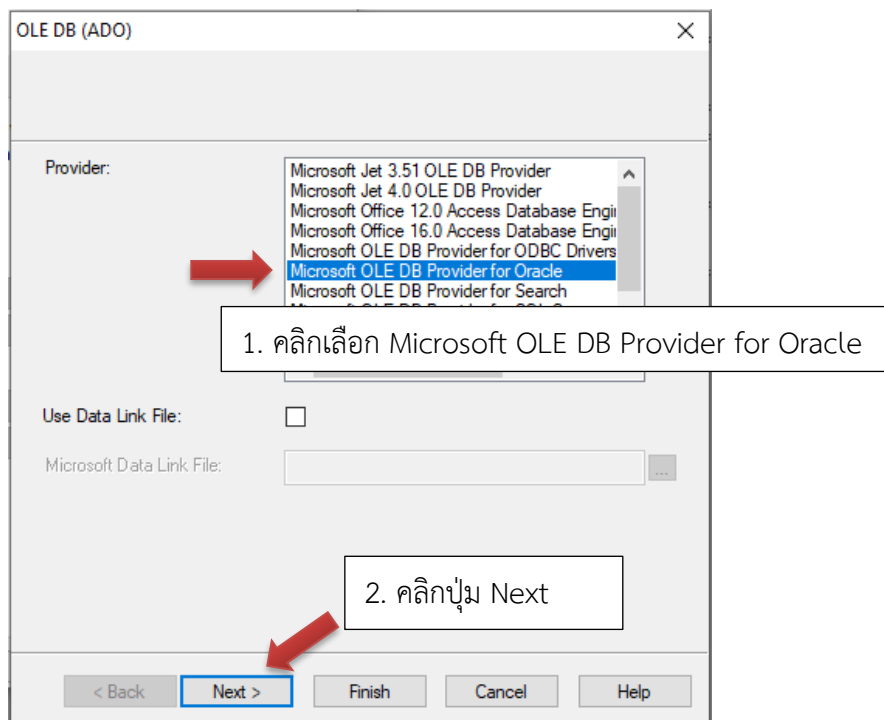 OLE DB (ADO)
Provider:
Microsoft Jet 3.51 OLE DB Provider
Microsoft Jet 4.0 OLE DB Provider
Microsoft Office 12.0 Access Database Engi
Microsoft Office 16.0 Access Database Engi
Microsoft OLE DB Provider for ODBC Drivers
Microsoft OLE DB Provider for Oracle
Microsoft OLE DB Provider for Search
1. คลิกเลือก Microsoft OLE DB Provider for Oracle
Use Data Link File:
Microsoft Data Link File:
...
2. คลิกปุ่ม Next
< Back Next > Finish Cancel Help